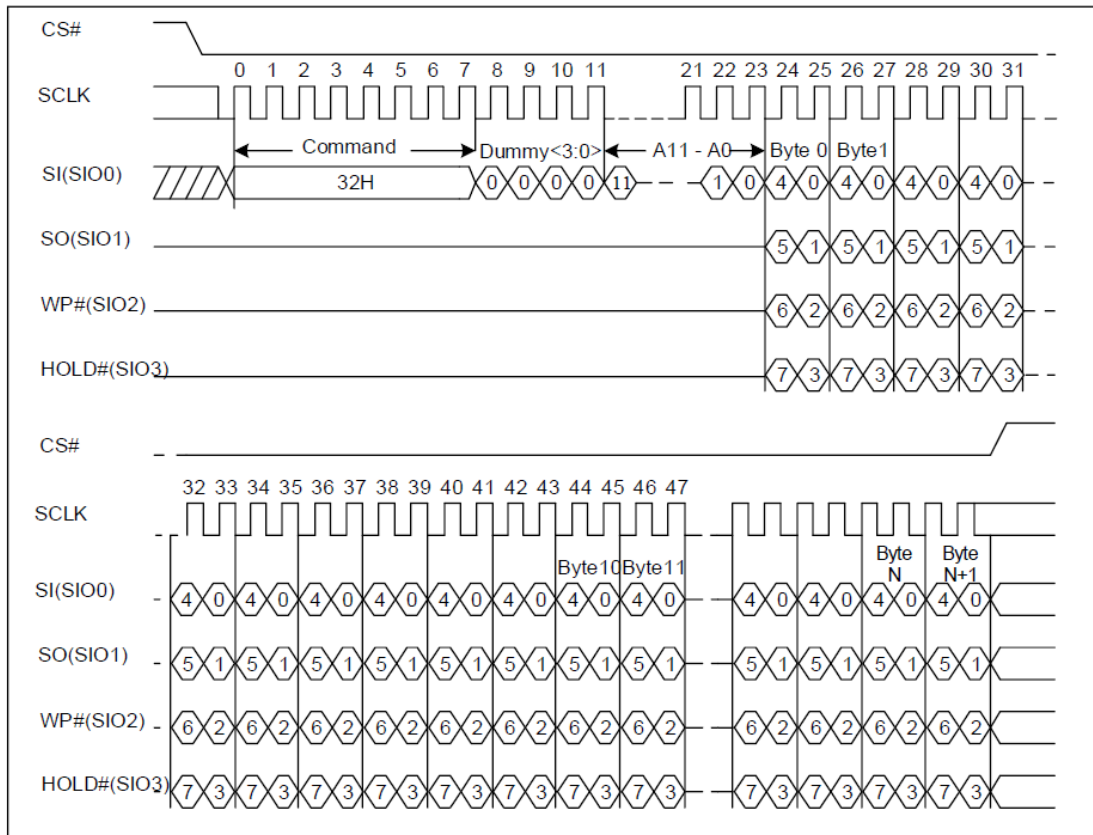 CS#
0 1 2 3 4 5 6 7 8 9 10 11 21 22 23 24 25 26 27 28 29 30 31
SCLK
Command Dummy<3:0> A11 - A0 Byte 0 Byte1
SI(SIO0) 32H 0 0 0 0 11 1 0 4 0 4 0 4 0 4 0
SO(SIO1) 5 1 5 1 5 1 5 1
WP#(SIO2) 6 2 6 2 6 2 6 2
HOLD#(SIO3) 7 3 7 3 7 3 7 3
CS#
32 33 34 35 36 37 38 39 40 41 42 43 44 45 46 47
SCLK
Byte10 Byte11 Byte N Byte N+1
SI(SIO0) 4 0 4 0 4 0 4 0 4 0 4 0 4 0 4 0 4 0 4 0 4 0 4 0
SO(SIO1) 5 1 5 1 5 1 5 1 5 1 5 1 5 1 5 1 5 1 5 1 5 1 5 1
WP#(SIO2) 6 2 6 2 6 2 6 2 6 2 6 2 6 2 6 2 6 2 6 2 6 2 6 2
HOLD#(SIO3) 7 3 7 3 7 3 7 3 7 3 7 3 7 3 7 3 7 3 7 3 7 3 7 3